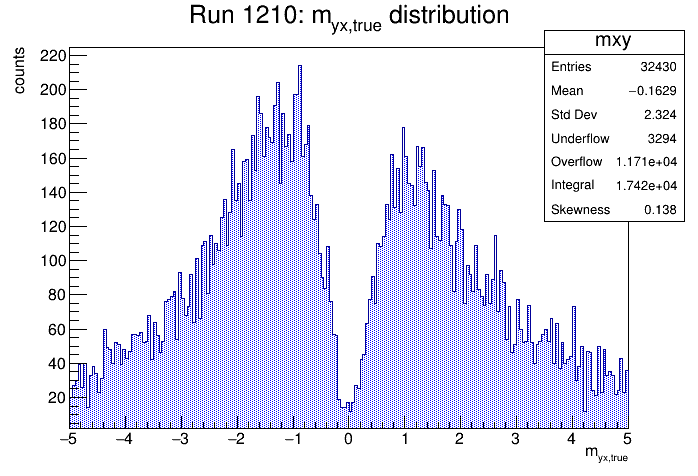 Run 1210: m_yx,true distribution
counts
mxy
Entries 32430
Mean −0.1629
Std Dev 2.324
Underflow 3294
Overflow 1.171e+04
Integral 1.742e+04
Skewness 0.138
220
200
180
160
140
120
100
80
60
40
20
−5 −4 −3 −2 −1 0 1 2 3 4 5
m_yx,true